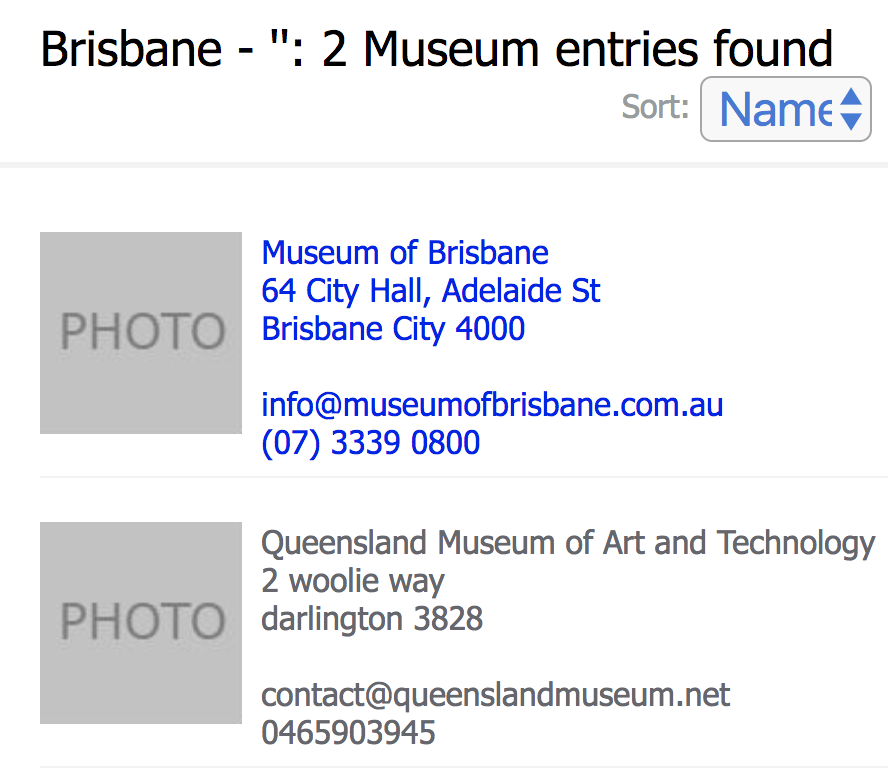 Brisbane - '': 2 Museum entries found
Sort: Name
PHOTO
Museum of Brisbane
64 City Hall, Adelaide St
Brisbane City 4000
info@museumofbrisbane.com.au
(07) 3339 0800
PHOTO
Queensland Museum of Art and Technology
2 woolie way
darlington 3828
contact@queenslandmuseum.net
0465903945